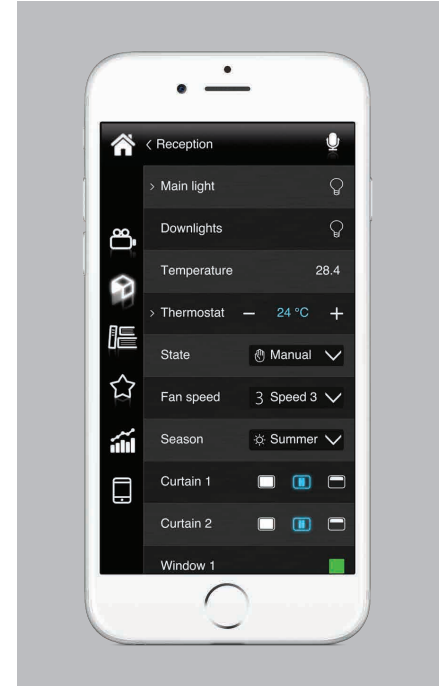 < Reception
> Main light
Downlights
Temperature 28.4
> Thermostat − 24 °C +
State Manual
Fan speed 3 Speed 3
Season Summer
Curtain 1
Curtain 2
Window 1